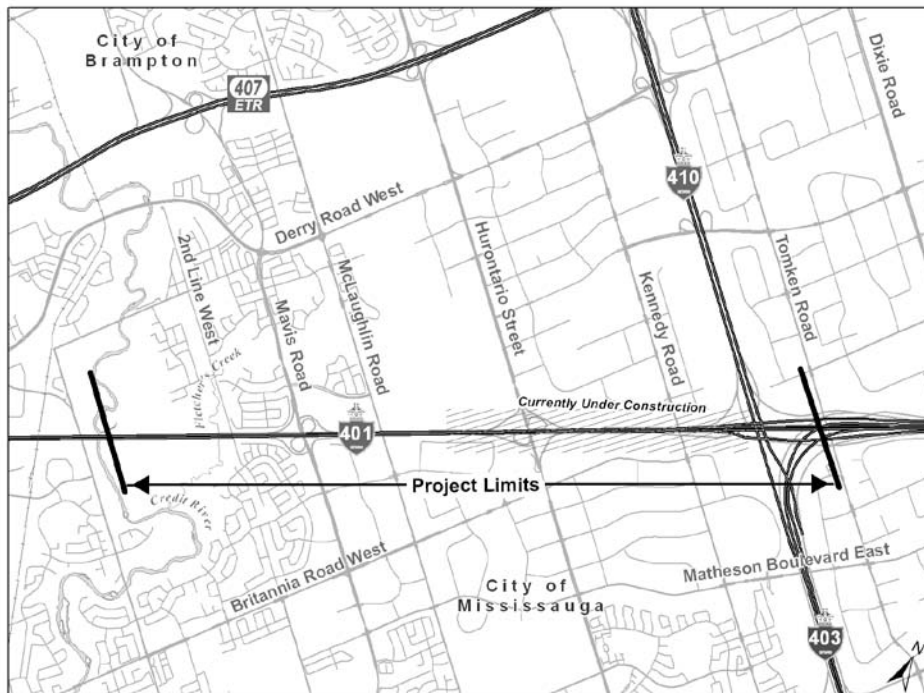 City of
Brampton
407
ETR
Dixie Road
410
Derry Road West
2nd Line West
McLaughlin Road
Hurontario Street
Mavis Road
Kennedy Road
Tomken Road
Fletcher's Creek
Currently Under Construction
401
Project Limits
Credit River
Britannia Road West
Matheson Boulevard East
City of
Mississauga
403
N